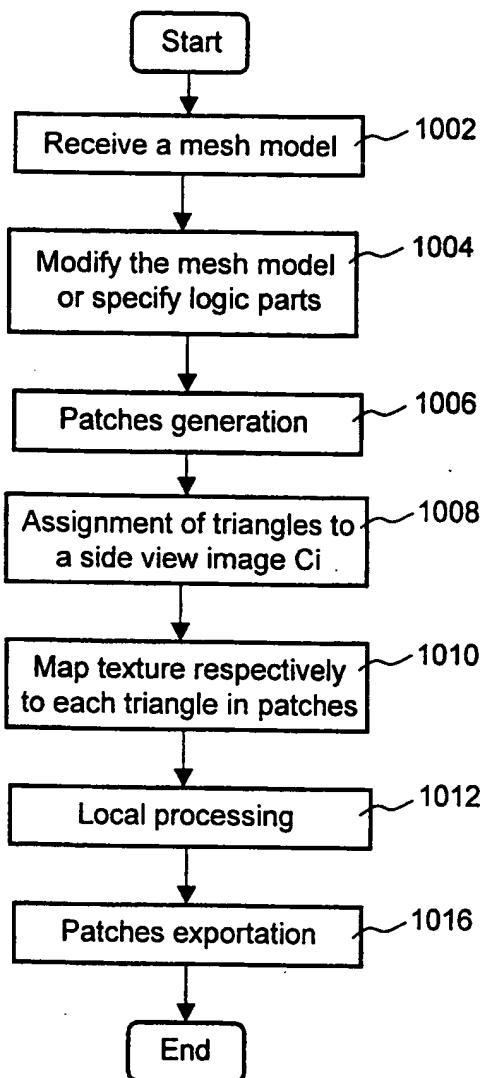 Start
Receive a mesh model
1002
Modify the mesh model
or specify logic parts
1004
Patches generation
1006
Assignment of triangles to
a side view image Ci
1008
Map texture respectively
to each triangle in patches
1010
Local processing
1012
Patches exportation
1016
End